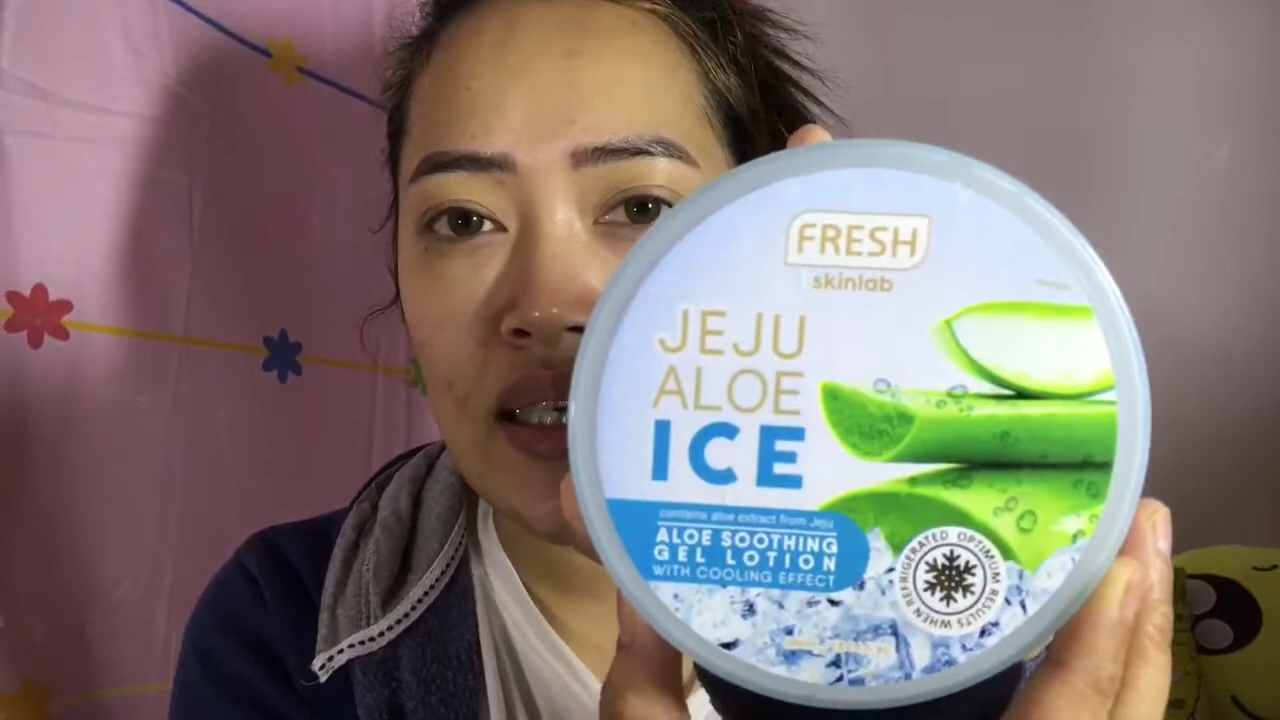 FRESH
skinlab
JEJU
ALOE
ICE
contains aloe extract from Jeju
ALOE SOOTHING
GEL LOTION
WITH COOLING EFFECT
OPTIMUM RESULTS WHEN REFRIGERATED